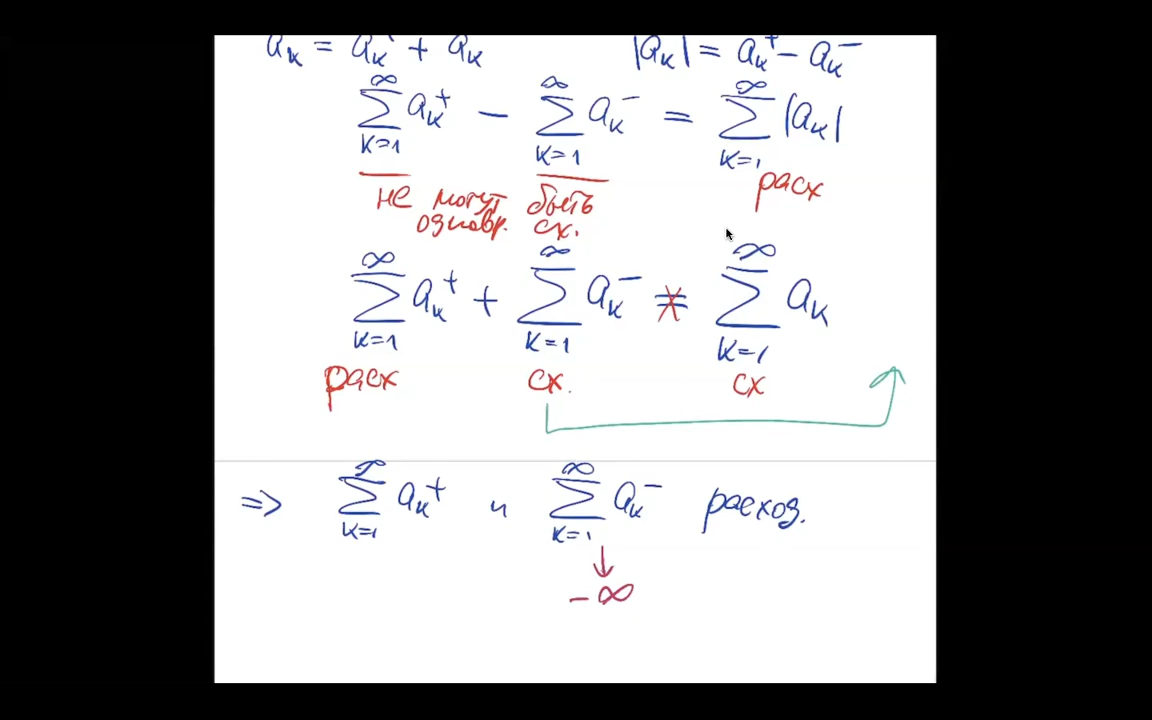 aₖ = aₖ⁺ + aₖ |aₖ| = aₖ⁺ − aₖ⁻
∑_{k=1}^{∞} aₖ⁺ − ∑_{k=1}^{∞} aₖ⁻ = ∑_{k=1}^{∞} |aₖ|
расх
не могут быть
однавр. сх.
∑_{k=1}^{∞} aₖ⁺ + ∑_{k=1}^{∞} aₖ⁻ = ∑_{k=1}^{∞} aₖ
расх сх. сх
=> ∑_{k=1}^{∞} aₖ⁺ и ∑_{k=1}^{∞} aₖ⁻ расход.
↓
−∞